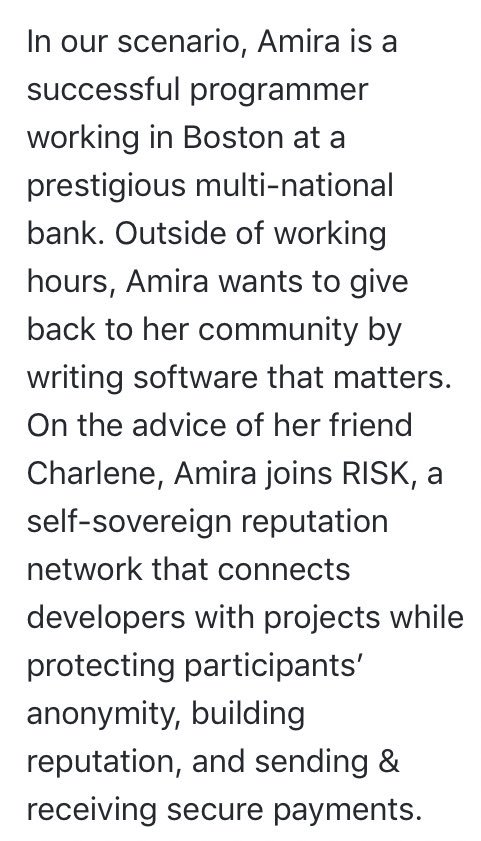 In our scenario, Amira is a
successful programmer
working in Boston at a
prestigious multi-national
bank. Outside of working
hours, Amira wants to give
back to her community by
writing software that matters.
On the advice of her friend
Charlene, Amira joins RISK, a
self-sovereign reputation
network that connects
developers with projects while
protecting participants’
anonymity, building
reputation, and sending &
receiving secure payments.